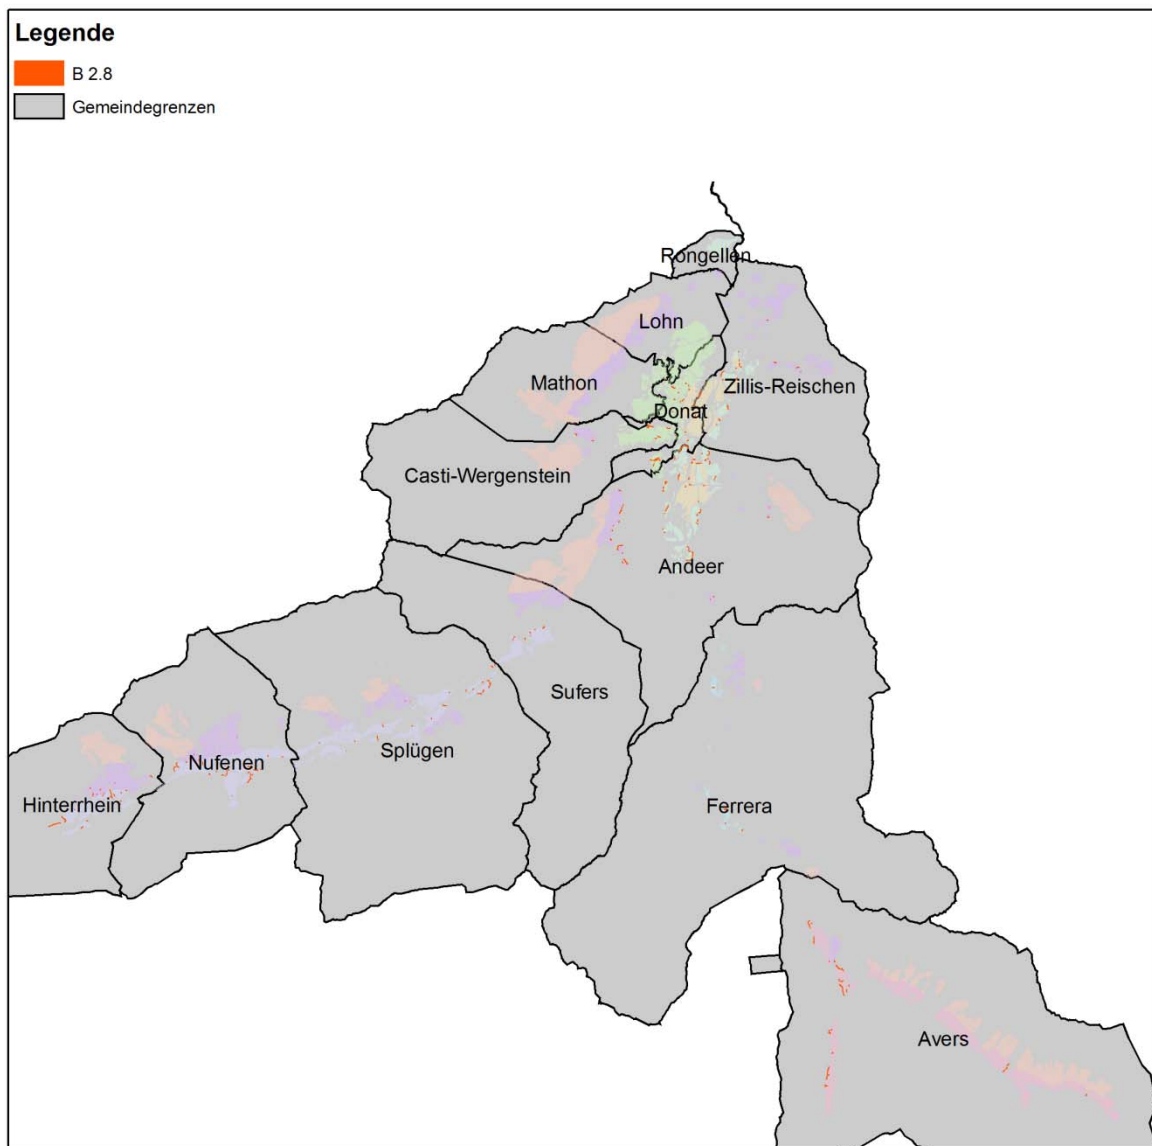 Legende
B 2.8
Gemeindegrenzen
Rongellen
Lohn
Mathon
Zillis-Reischen
Donat
Casti-Wergenstein
Andeer
Sufers
Splügen
Nufenen
Hinterrhein
Ferrera
Avers